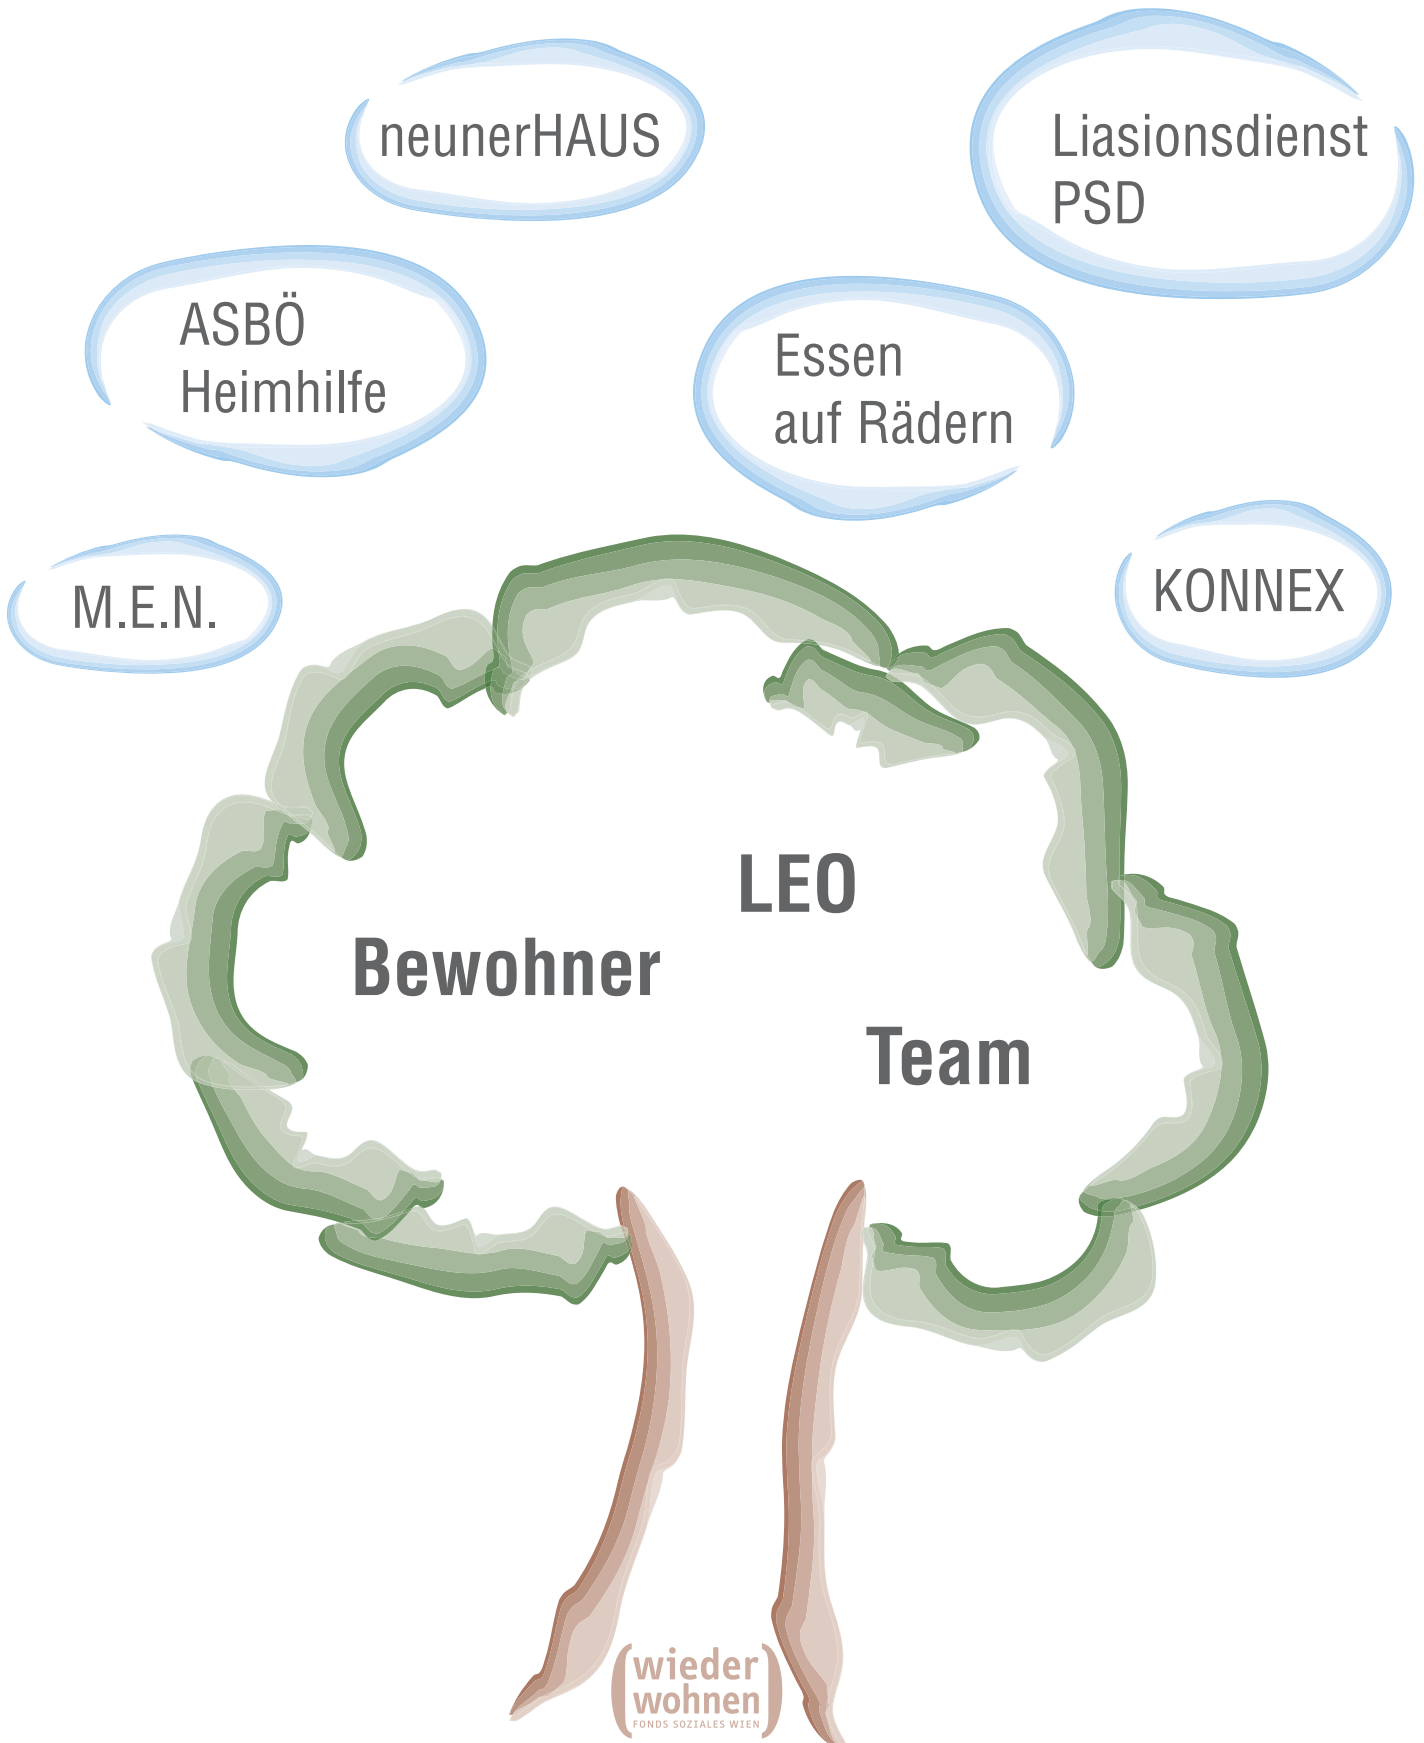 neunerHAUS
Liasionsdienst
PSD
ASBÖ
Heimhilfe
Essen
auf Rädern
M.E.N.
KONNEX
LEO
Bewohner
Team
(wieder
wohnen)
FONDS SOZIALES WIEN